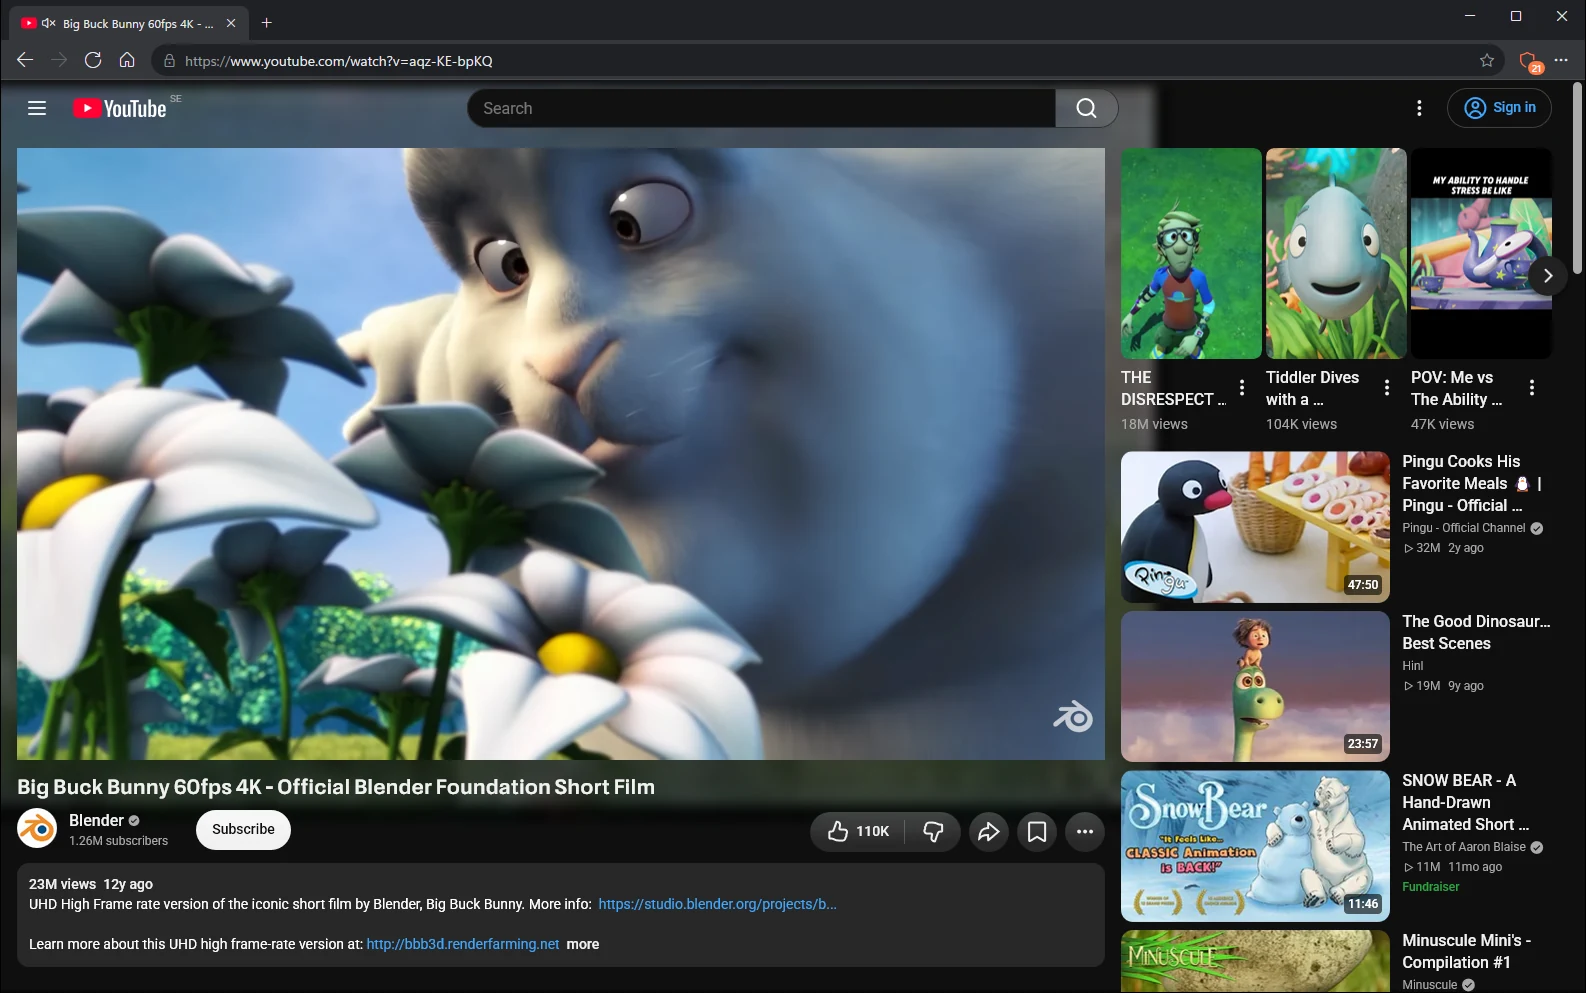 Big Buck Bunny 60fps 4K - ...
https://www.youtube.com/watch?v=aqz-KE-bpKQ
21
YouTube SE
Search
Sign in
MY ABILITY TO HANDLE
STRESS BE LIKE
THE
DISRESPECT ...
18M views
Tiddler Dives
with a ...
104K views
POV: Me vs
The Ability ...
47K views
Pingu
47:50
Pingu Cooks His
Favorite Meals 🐧 |
Pingu - Official ...
Pingu - Official Channel
32M 2y ago
23:57
The Good Dinosaur...
Best Scenes
Hinl
19M 9y ago
Big Buck Bunny 60fps 4K - Official Blender Foundation Short Film
Blender
1.26M subscribers
Subscribe
110K
23M views 12y ago
UHD High Frame rate version of the iconic short film by Blender, Big Buck Bunny. More info: https://studio.blender.org/projects/b...
Learn more about this UHD high frame-rate version at: http://bbb3d.renderfarming.net more
Snow Bear
"It Feels Like...
CLASSIC Animation
is BACK!"
11:46
SNOW BEAR - A
Hand-Drawn
Animated Short ...
The Art of Aaron Blaise
11M 11mo ago
Fundraiser
MINUSCULE
Minuscule Mini's -
Compilation #1
Minuscule